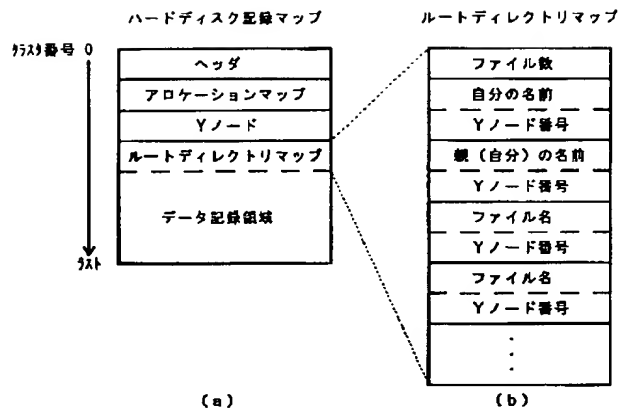 ハードディスク記録マップ
クラスタ番号 0
ヘッダ
アロケーションマップ
Yノード
ルートディレクトリマップ
データ記録領域
ラスト
(a)
ルートディレクトリマップ
ファイル数
自分の名前
Yノード番号
親(自分)の名前
Yノード番号
ファイル名
Yノード番号
ファイル名
Yノード番号
(b)